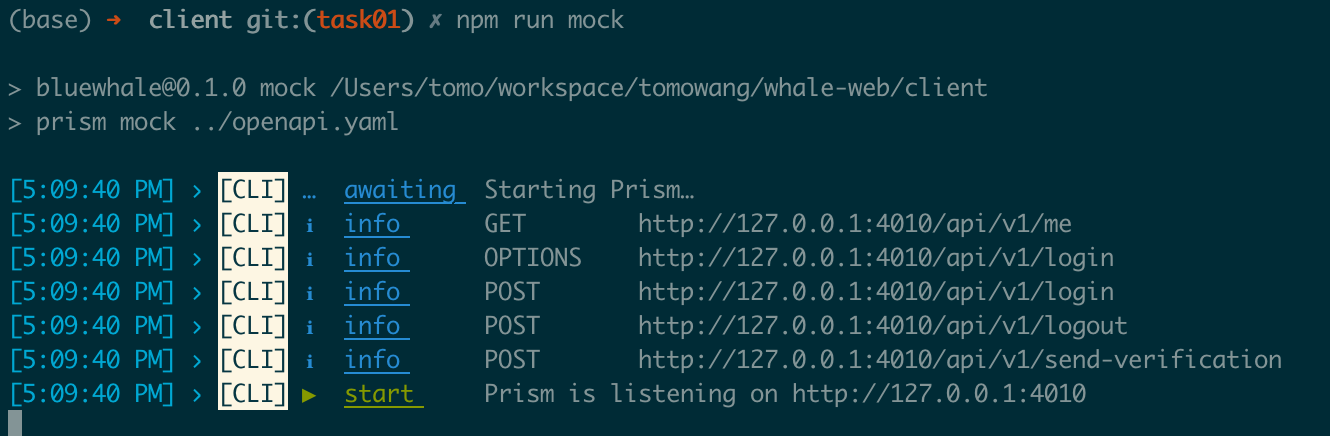 (base) ➜  client git:(task01) ✗ npm run mock
> bluewhale@0.1.0 mock /Users/tomo/workspace/tomowang/whale-web/client
> prism mock ../openapi.yaml
[5:09:40 PM] › [CLI] …  awaiting  Starting Prism…
[5:09:40 PM] › [CLI] ℹ  info      GET        http://127.0.0.1:4010/api/v1/me
[5:09:40 PM] › [CLI] ℹ  info      OPTIONS    http://127.0.0.1:4010/api/v1/login
[5:09:40 PM] › [CLI] ℹ  info      POST       http://127.0.0.1:4010/api/v1/login
[5:09:40 PM] › [CLI] ℹ  info      POST       http://127.0.0.1:4010/api/v1/logout
[5:09:40 PM] › [CLI] ℹ  info      POST       http://127.0.0.1:4010/api/v1/send-verification
[5:09:40 PM] › [CLI] ▶  start     Prism is listening on http://127.0.0.1:4010